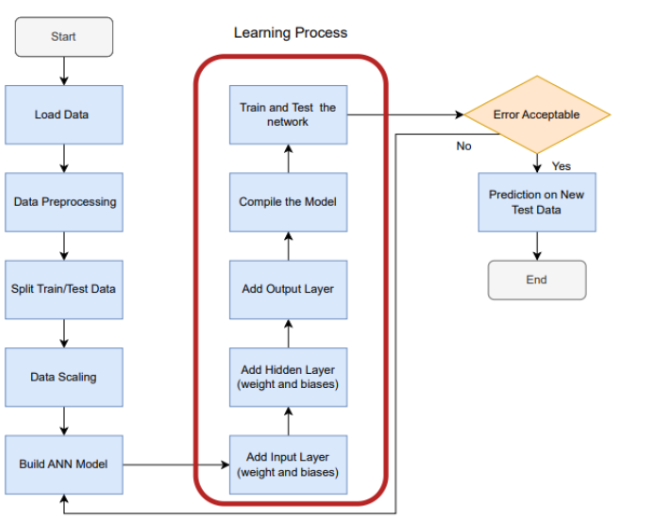 Start
Load Data
Data Preprocessing
Split Train/Test Data
Data Scaling
Build ANN Model
Learning Process
Train and Test the
network
Compile the Model
Add Output Layer
Add Hidden Layer
(weight and biases)
Add Input Layer
(weight and biases)
Error Acceptable
No
Yes
Prediction on New
Test Data
End